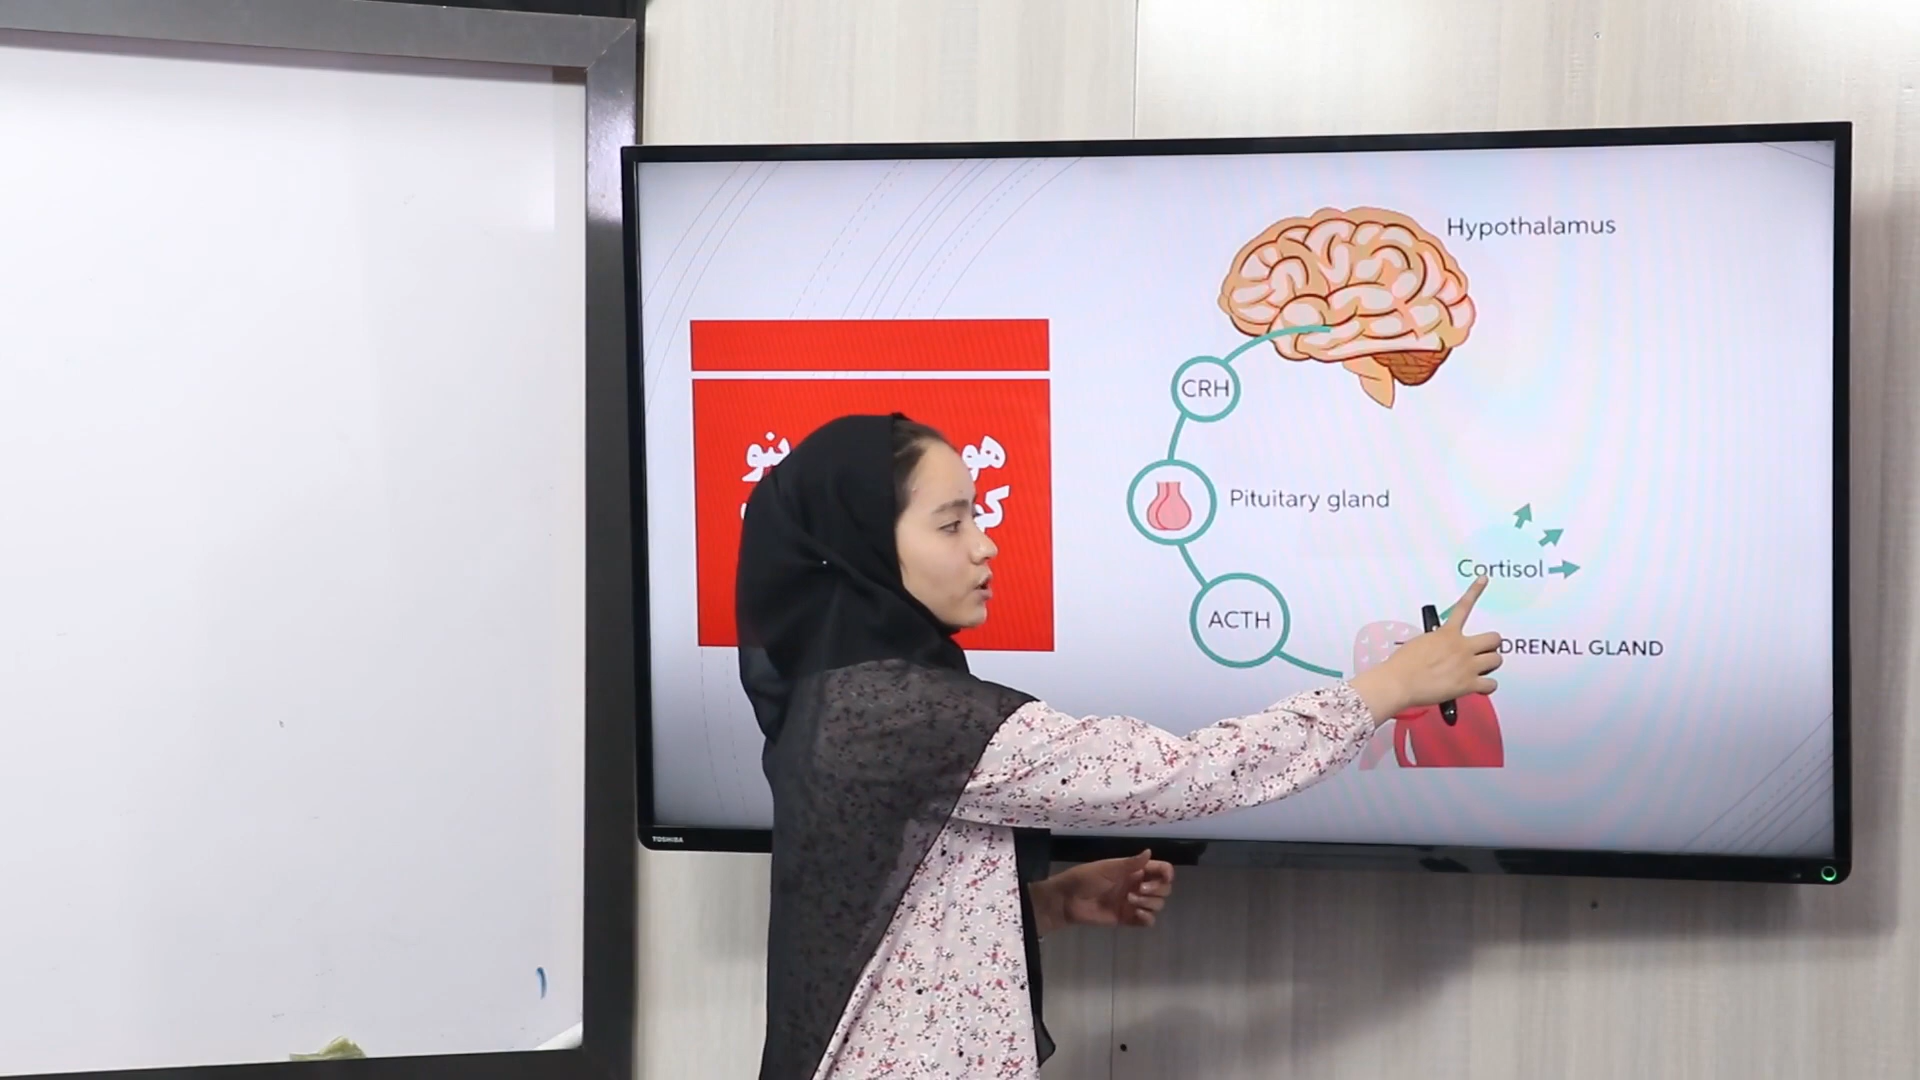 Hypothalamus
CRH
Pituitary gland
Cortisol
ACTH
DRENAL GLAND
TOSHIBA